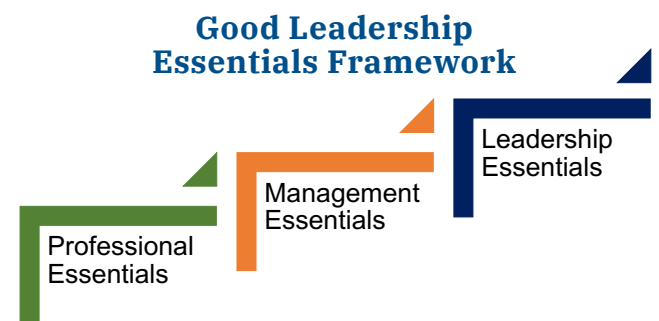 Good Leadership
Essentials Framework
Leadership
Essentials
Management
Essentials
Professional
Essentials